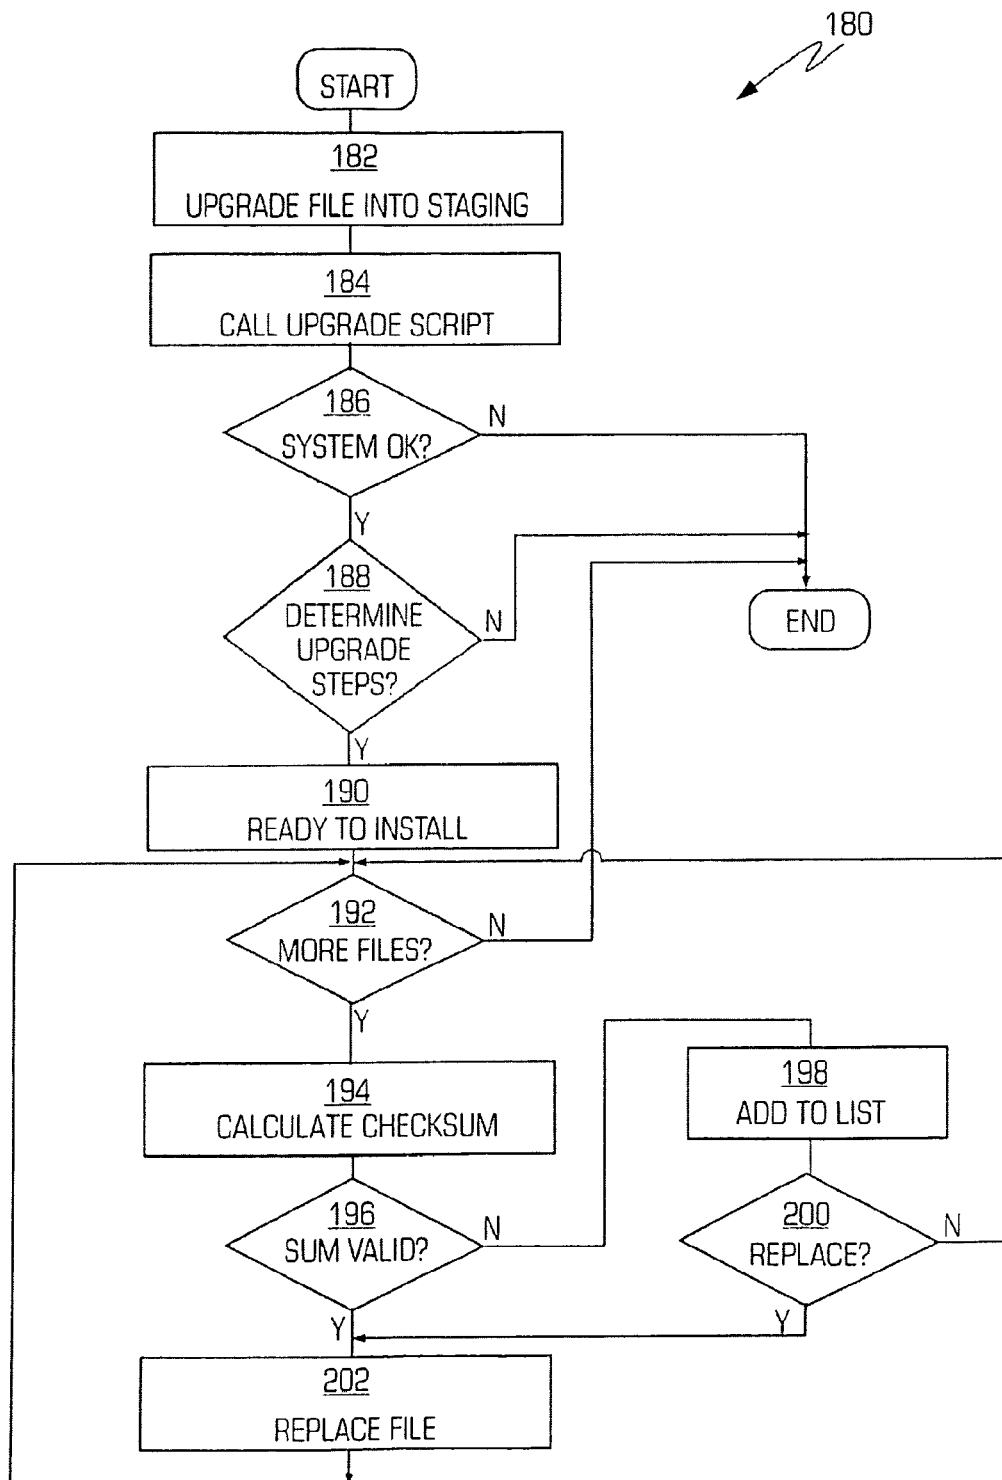 180
START
182
UPGRADE FILE INTO STAGING
184
CALL UPGRADE SCRIPT
186
SYSTEM OK?
N
Y
188
DETERMINE
UPGRADE
STEPS?
N
END
Y
190
READY TO INSTALL
192
MORE FILES?
N
Y
194
CALCULATE CHECKSUM
198
ADD TO LIST
196
SUM VALID?
N
200
REPLACE?
N
Y
Y
202
REPLACE FILE